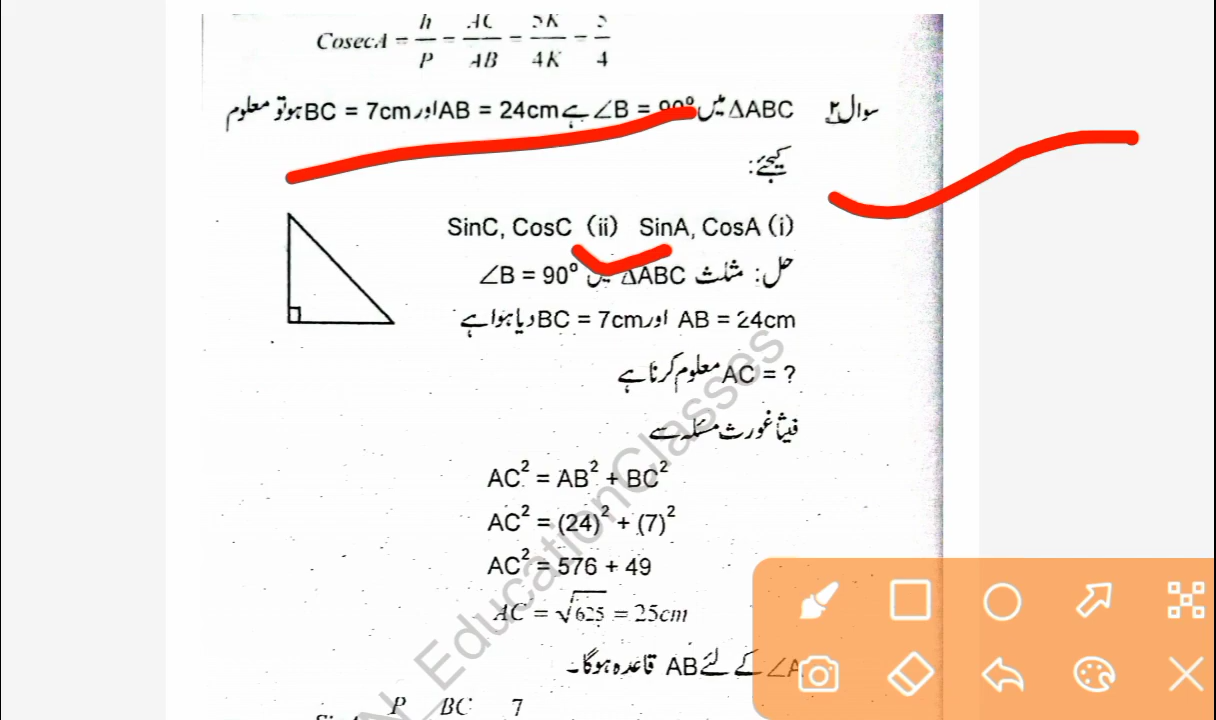 CosecA = h/P = AC/AB = 5K/4K = 5/4
سوال ۲ ΔABC میں ∠B = 90° ہے AB = 24cm اور BC = 7cm ہو تو معلوم
کیجئے:
(i) SinA, CosA (ii) SinC, CosC
حل: مثلث ΔABC میں ∠B = 90°
AB = 24cm اور BC = 7cm دیا ہوا ہے
AC = ? معلوم کرنا ہے
فیثاغورث مسئلہ سے
AC² = AB² + BC²
AC² = (24)² + (7)²
AC² = 576 + 49
AC = √625 = 25cm
∠A کے لئے AB قاعدہ ہوگا۔
P BC 7
N_EducationClasses